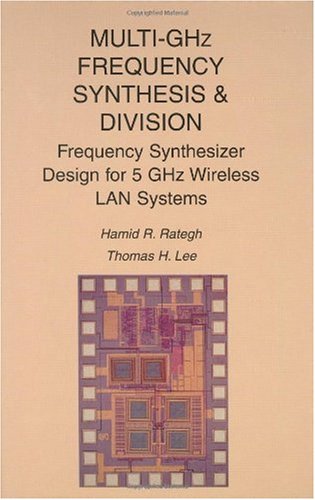 MULTI-GHz
FREQUENCY
SYNTHESIS &
DIVISION
Frequency Synthesizer
Design for 5 GHz Wireless
LAN Systems
Hamid R. Rategh
Thomas H. Lee